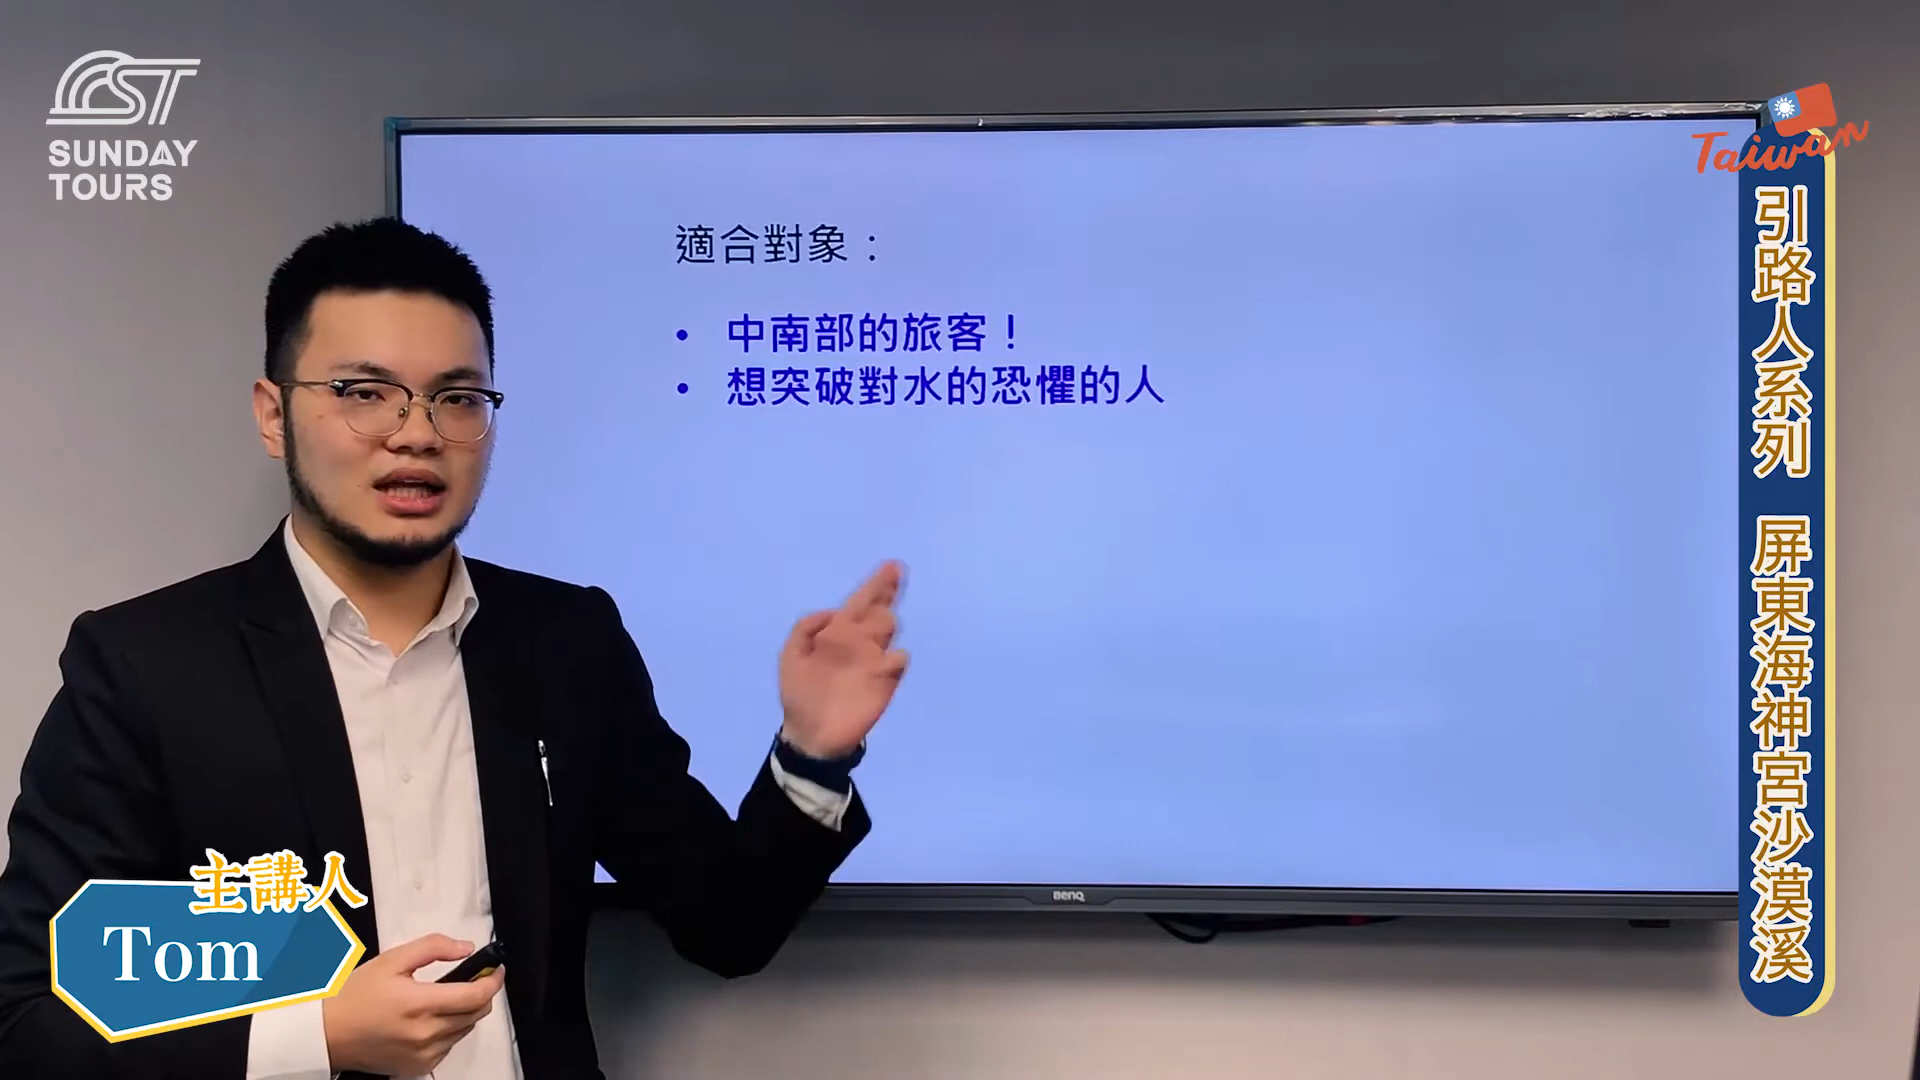 ST
SUNDAY
TOURS
Taiwan
適合對象：
• 中南部的旅客！
• 想突破對水的恐懼的人
引路人系列 屏東海神宮沙漠溪
主講人
Tom
BenQ